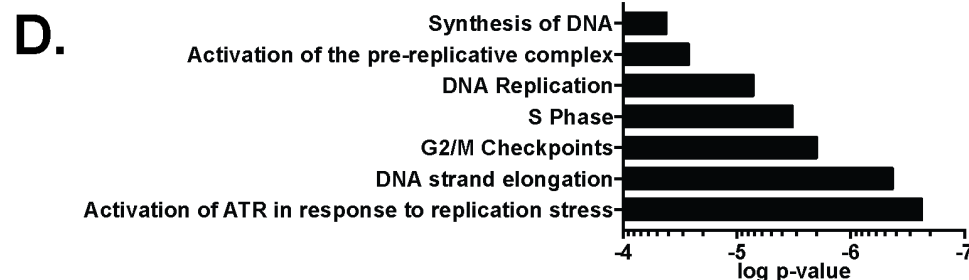 D.
Synthesis of DNA
Activation of the pre-replicative complex
DNA Replication
S Phase
G2/M Checkpoints
DNA strand elongation
Activation of ATR in response to replication stress
-4 -5 -6 -7
log p-value